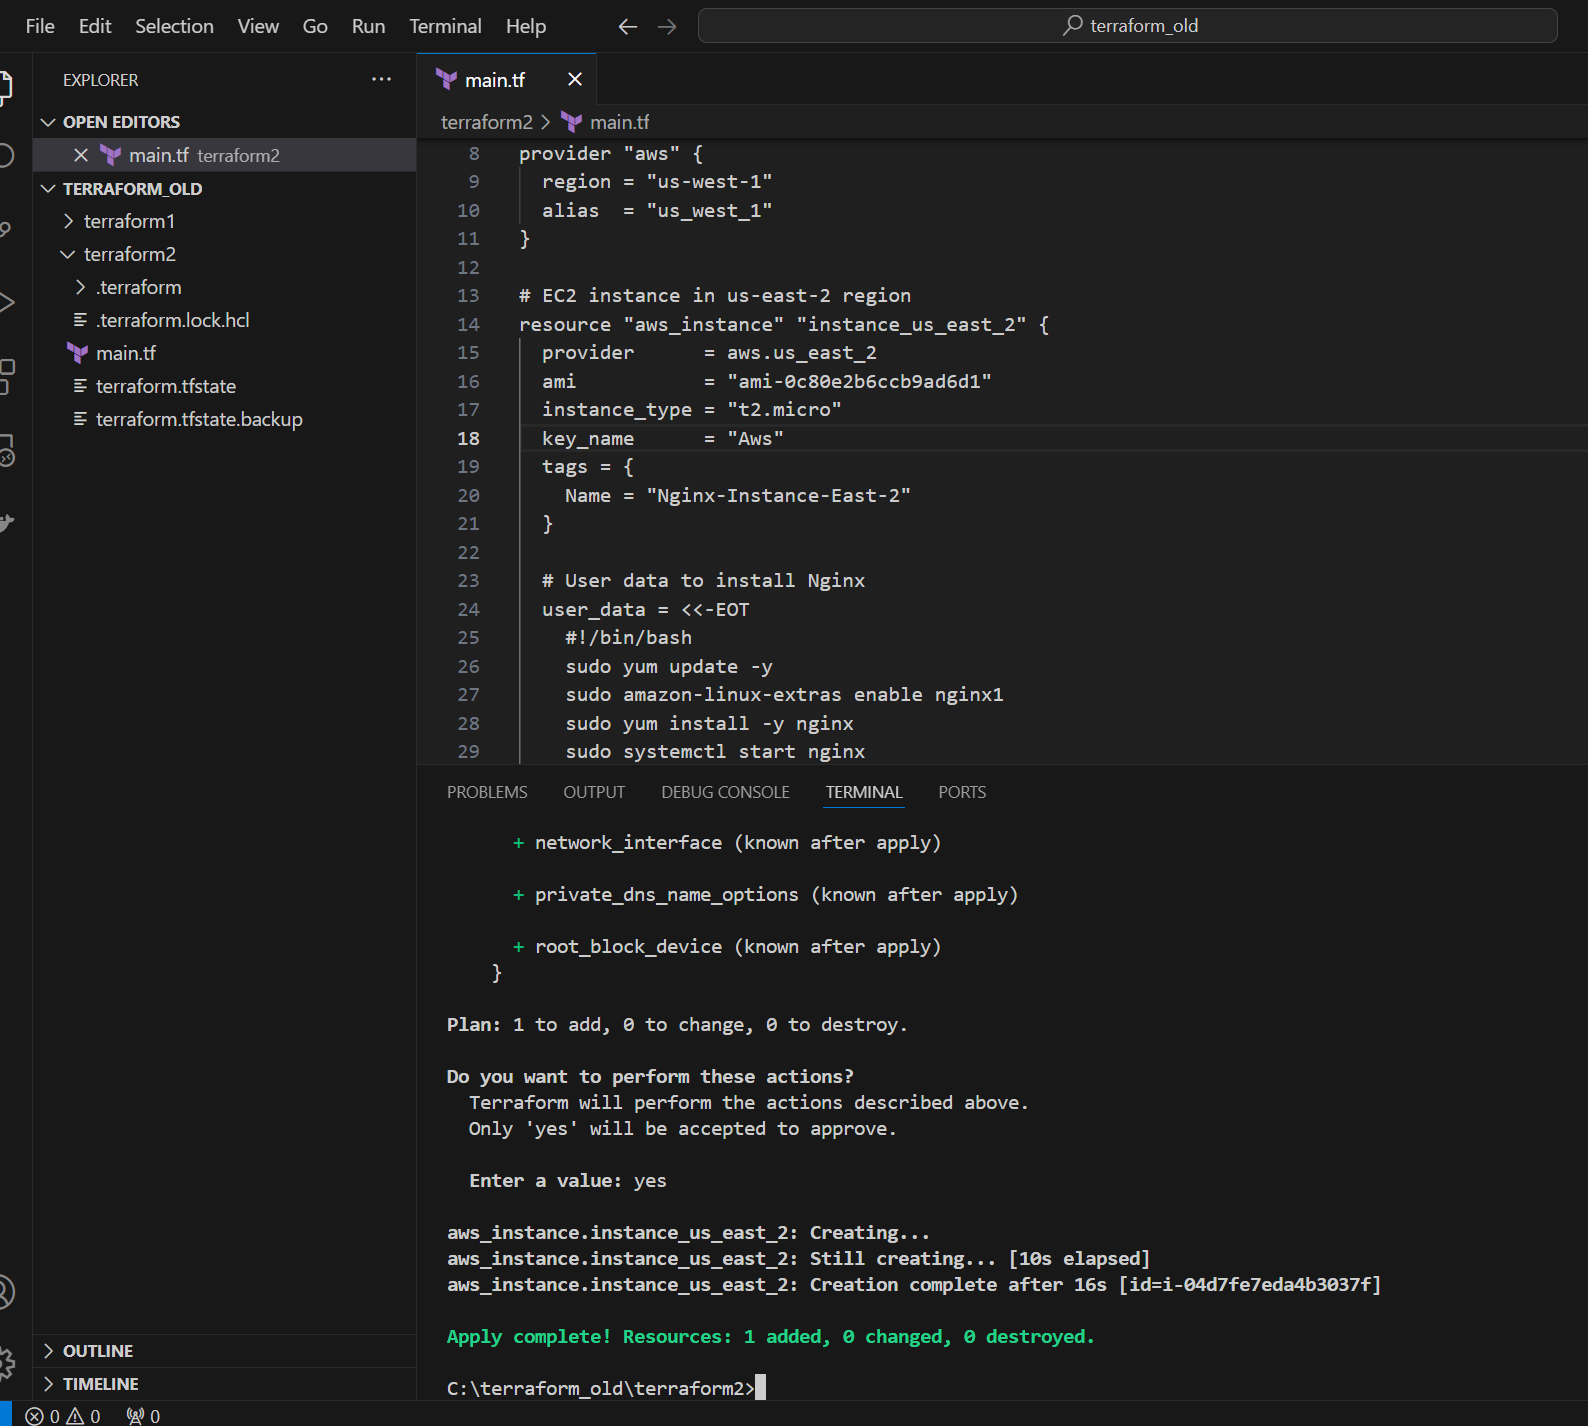 File Edit Selection View Go Run Terminal Help
terraform_old
EXPLORER
OPEN EDITORS
main.tf terraform2
TERRAFORM_OLD
terraform1
terraform2
.terraform
.terraform.lock.hcl
main.tf
terraform.tfstate
terraform.tfstate.backup
OUTLINE
TIMELINE
main.tf
terraform2 > main.tf
8 provider "aws" {
9 region = "us-west-1"
10 alias = "us_west_1"
11 }
12
13 # EC2 instance in us-east-2 region
14 resource "aws_instance" "instance_us_east_2" {
15 provider = aws.us_east_2
16 ami = "ami-0c80e2b6ccb9ad6d1"
17 instance_type = "t2.micro"
18 key_name = "Aws"
19 tags = {
20 Name = "Nginx-Instance-East-2"
21 }
22
23 # User data to install Nginx
24 user_data = <<-EOT
25 #!/bin/bash
26 sudo yum update -y
27 sudo amazon-linux-extras enable nginx1
28 sudo yum install -y nginx
29 sudo systemctl start nginx
PROBLEMS OUTPUT DEBUG CONSOLE TERMINAL PORTS
+ network_interface (known after apply)
+ private_dns_name_options (known after apply)
+ root_block_device (known after apply)
}
Plan: 1 to add, 0 to change, 0 to destroy.
Do you want to perform these actions?
Terraform will perform the actions described above.
Only 'yes' will be accepted to approve.
Enter a value: yes
aws_instance.instance_us_east_2: Creating...
aws_instance.instance_us_east_2: Still creating... [10s elapsed]
aws_instance.instance_us_east_2: Creation complete after 16s [id=i-04d7fe7eda4b3037f]
Apply complete! Resources: 1 added, 0 changed, 0 destroyed.
C:\terraform_old\terraform2>
0 0 0